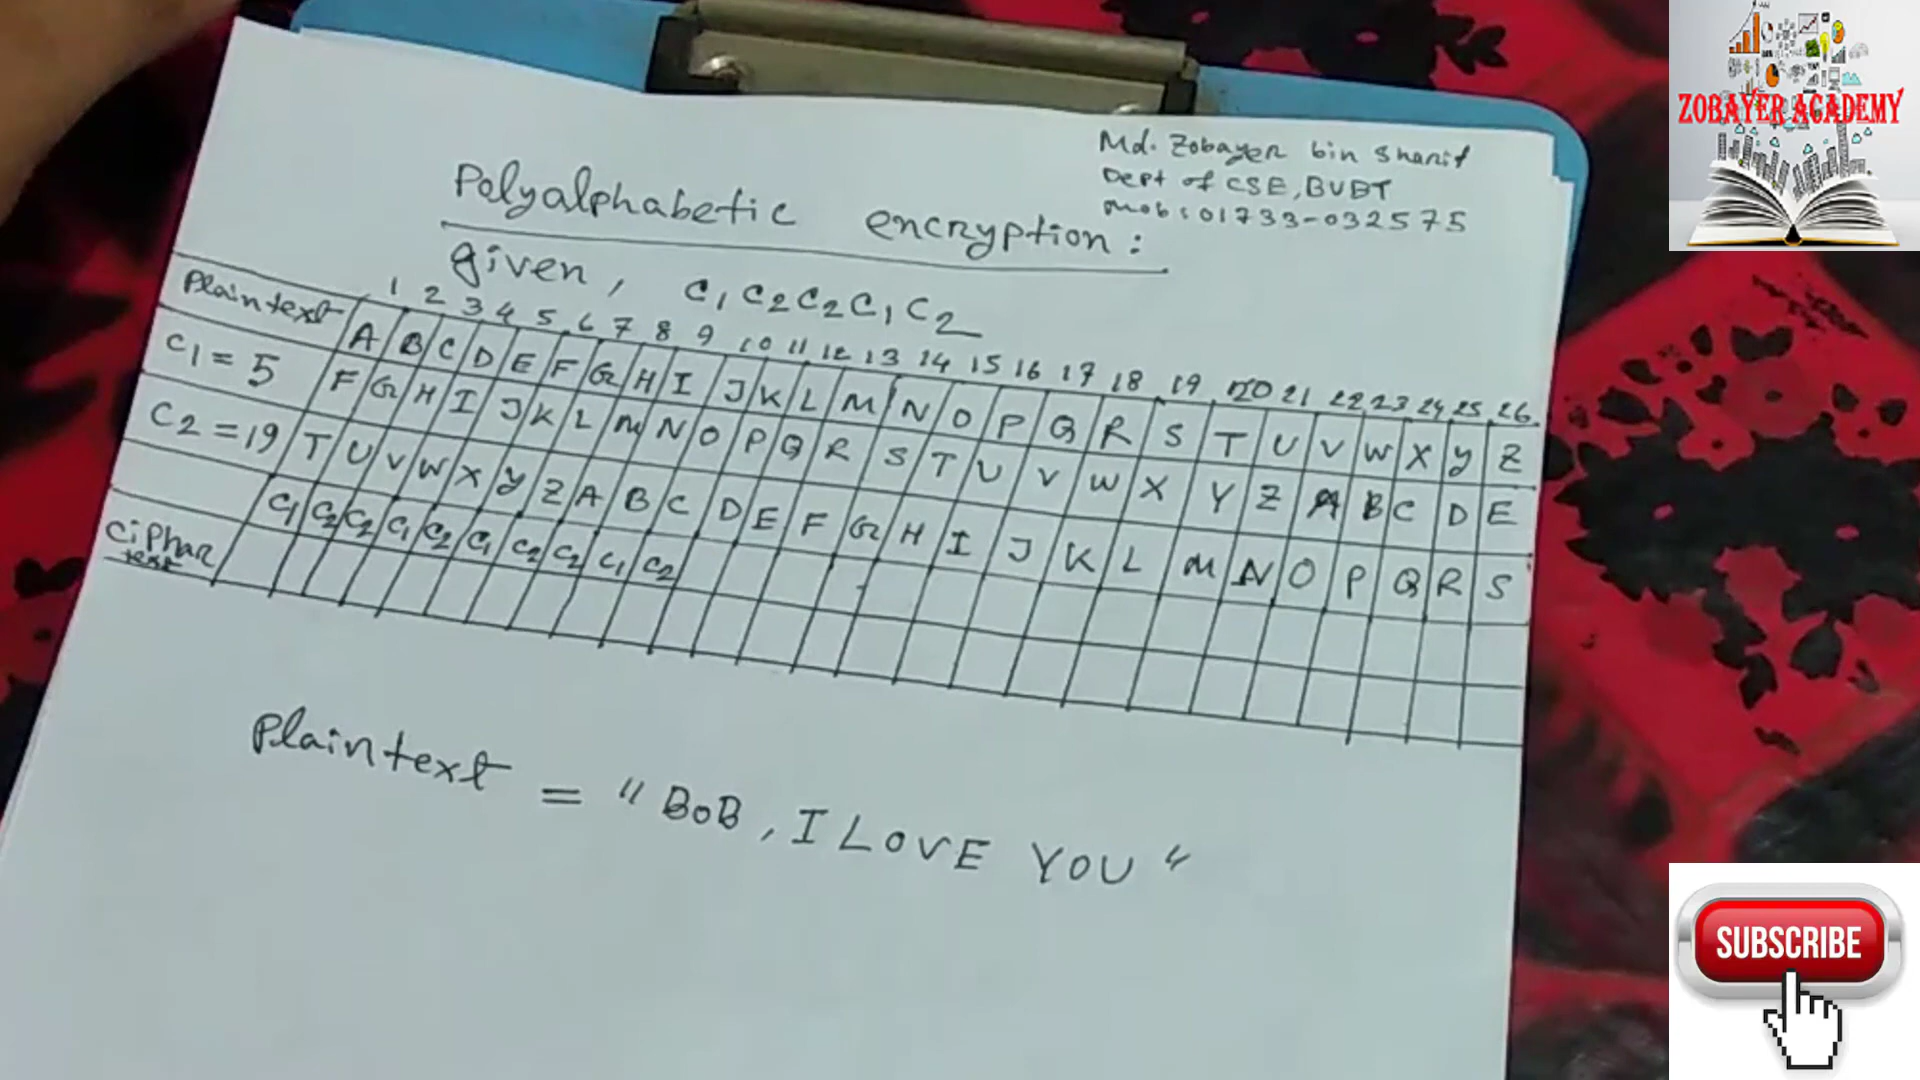 ZOBAYER ACADEMY
Md. Zobayer bin Sharif
Dept of CSE, BUBT
Mob: 01733-032575
Polyalphabetic encryption:
given, C1 C2 C2 C1 C2
1 2 3 4 5 6 7 8 9 10 11 12 13 14 15 16 17 18 19 20 21 22 23 24 25 26
Plaintext A B C D E F G H I J K L M N O P Q R S T U V W X Y Z
C1 = 5 F G H I J K L M N O P Q R S T U V W X Y Z A B C D E
C2 = 19 T U V W X Y Z A B C D E F G H I J K L M N O P Q R S
C1 C2 C2 C1 C2 C1 C2 C2 C1 C2
Ciphar
text
Plaintext = "BOB, I LOVE YOU"
SUBSCRIBE